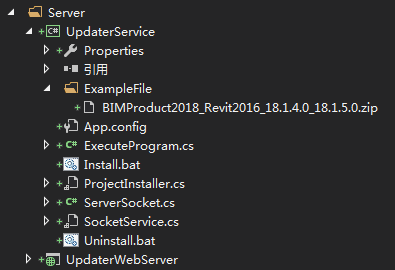 Server
UpdaterService
Properties
引用
ExampleFile
BIMProduct2018_Revit2016_18.1.4.0_18.1.5.0.zip
App.config
ExecuteProgram.cs
Install.bat
ProjectInstaller.cs
ServerSocket.cs
SocketService.cs
Uninstall.bat
UpdaterWebServer